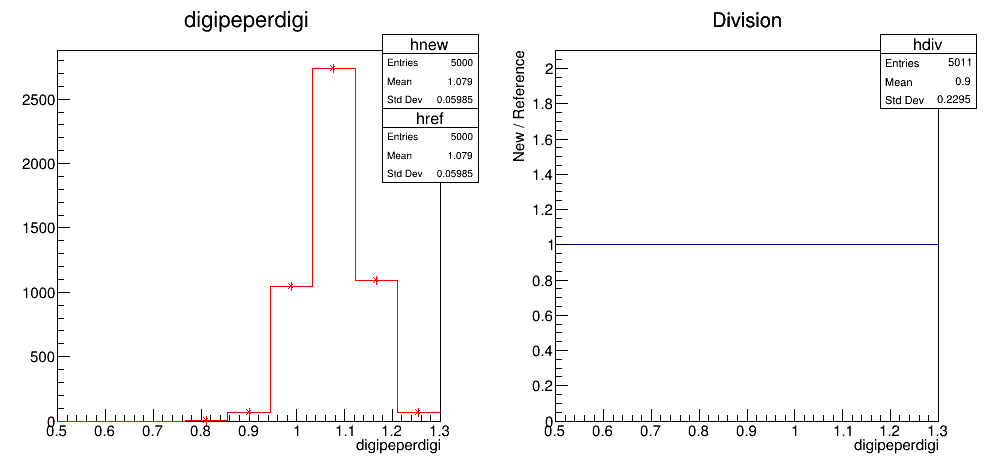 digipeperdigi
hnew
Entries 5000
Mean 1.079
Std Dev 0.05985
href
Entries 5000
Mean 1.079
Std Dev 0.05985
2500
2000
1500
1000
500
0
0.5 0.6 0.7 0.8 0.9 1 1.1 1.2 1.3
digipeperdigi
Division
hdiv
Entries 5011
Mean 0.9
Std Dev 0.2295
New / Reference
2
1.8
1.6
1.4
1.2
1
0.8
0.6
0.4
0.2
0
0.5 0.6 0.7 0.8 0.9 1 1.1 1.2 1.3
digipeperdigi